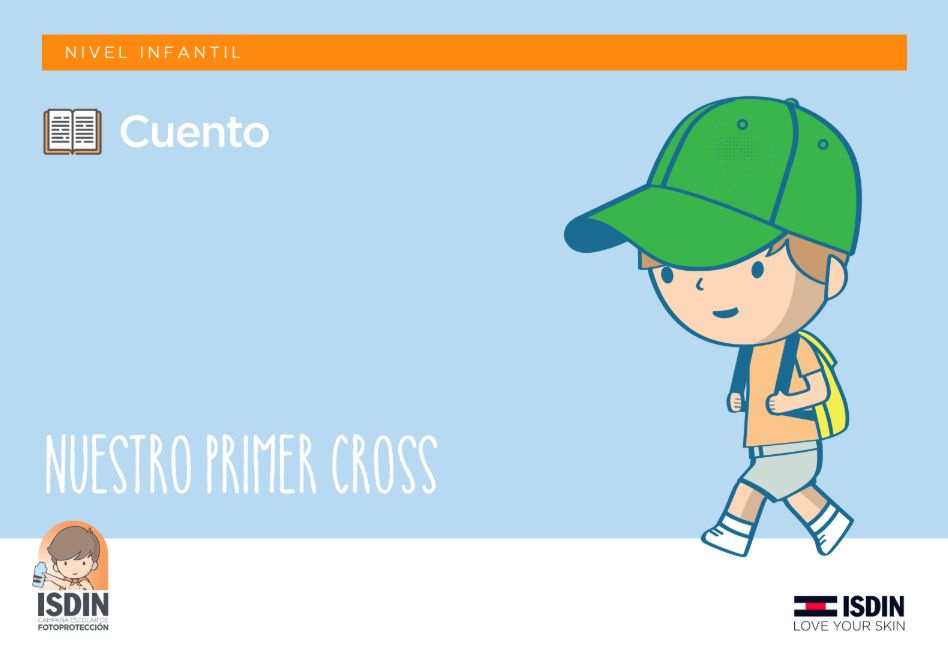 NIVEL INFANTIL
Cuento
NUESTRO PRIMER CROSS
ISDIN
CAMPAÑA ESCOLAR DE
FOTOPROTECCIÓN
ISDIN
LOVE YOUR SKIN